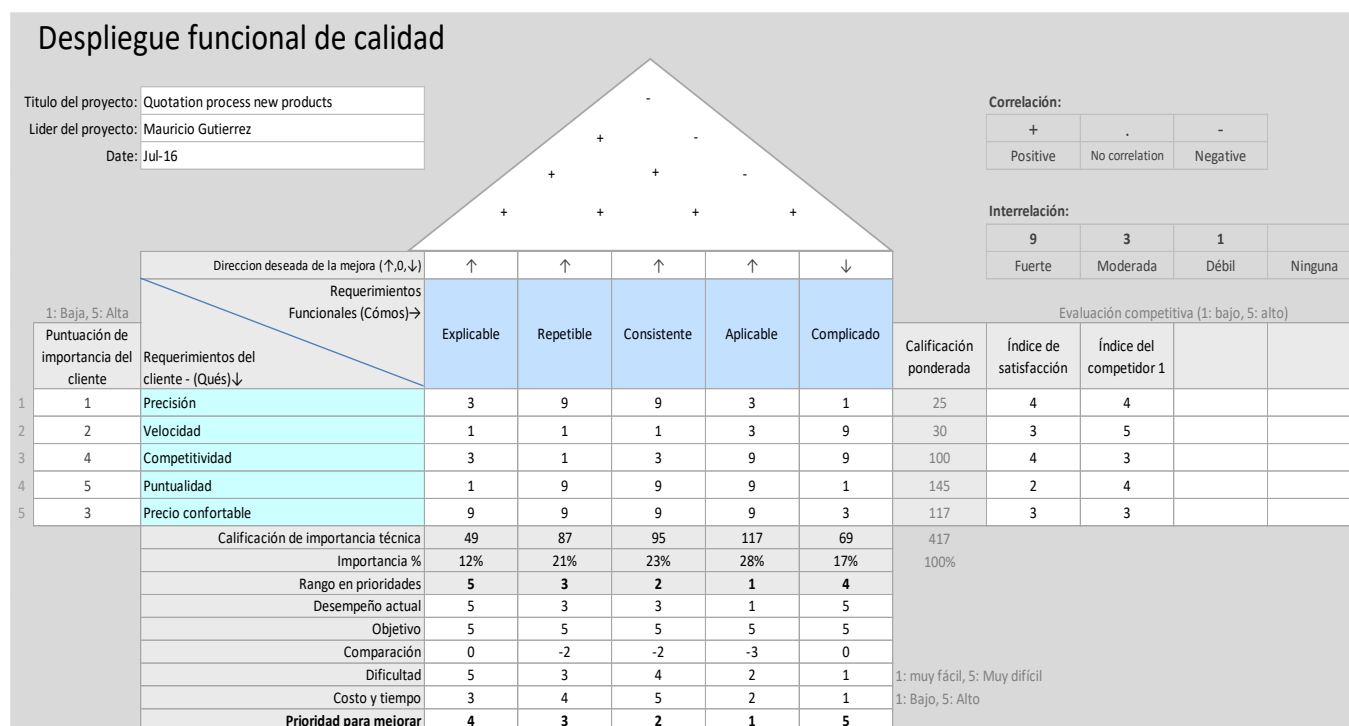 Despliegue funcional de calidad
Titulo del proyecto: Quotation process new products
Lider del proyecto: Mauricio Gutierrez
Date: Jul-16
-
+ -
+ + -
+ + + +
Correlación:
+ . -
Positive No correlation Negative
Interrelación:
9 3 1
Fuerte Moderada Débil Ninguna
Direccion deseada de la mejora (↑,0,↓) ↑ ↑ ↑ ↑ ↓
1: Baja, 5: Alta
Puntuación de
importancia del
cliente
Requerimientos
Funcionales (Cómos)→
Requerimientos del
cliente - (Qués)↓
Explicable Repetible Consistente Aplicable Complicado
Calificación
ponderada
Evaluación competitiva (1: bajo, 5: alto)
Índice de
satisfacción
Índice del
competidor 1
1 1 Precisión 3 9 9 3 1 25 4 4
2 2 Velocidad 1 1 1 3 9 30 3 5
3 4 Competitividad 3 1 3 9 9 100 4 3
4 5 Puntualidad 1 9 9 9 1 145 2 4
5 3 Precio confortable 9 9 9 9 3 117 3 3
Calificación de importancia técnica 49 87 95 117 69 417
Importancia % 12% 21% 23% 28% 17% 100%
Rango en prioridades 5 3 2 1 4
Desempeño actual 5 3 3 1 5
Objetivo 5 5 5 5 5
Comparación 0 -2 -2 -3 0
Dificultad 5 3 4 2 1 1: muy fácil, 5: Muy difícil
Costo y tiempo 3 4 5 2 1 1: Bajo, 5: Alto
Prioridad para mejorar 4 3 2 1 5